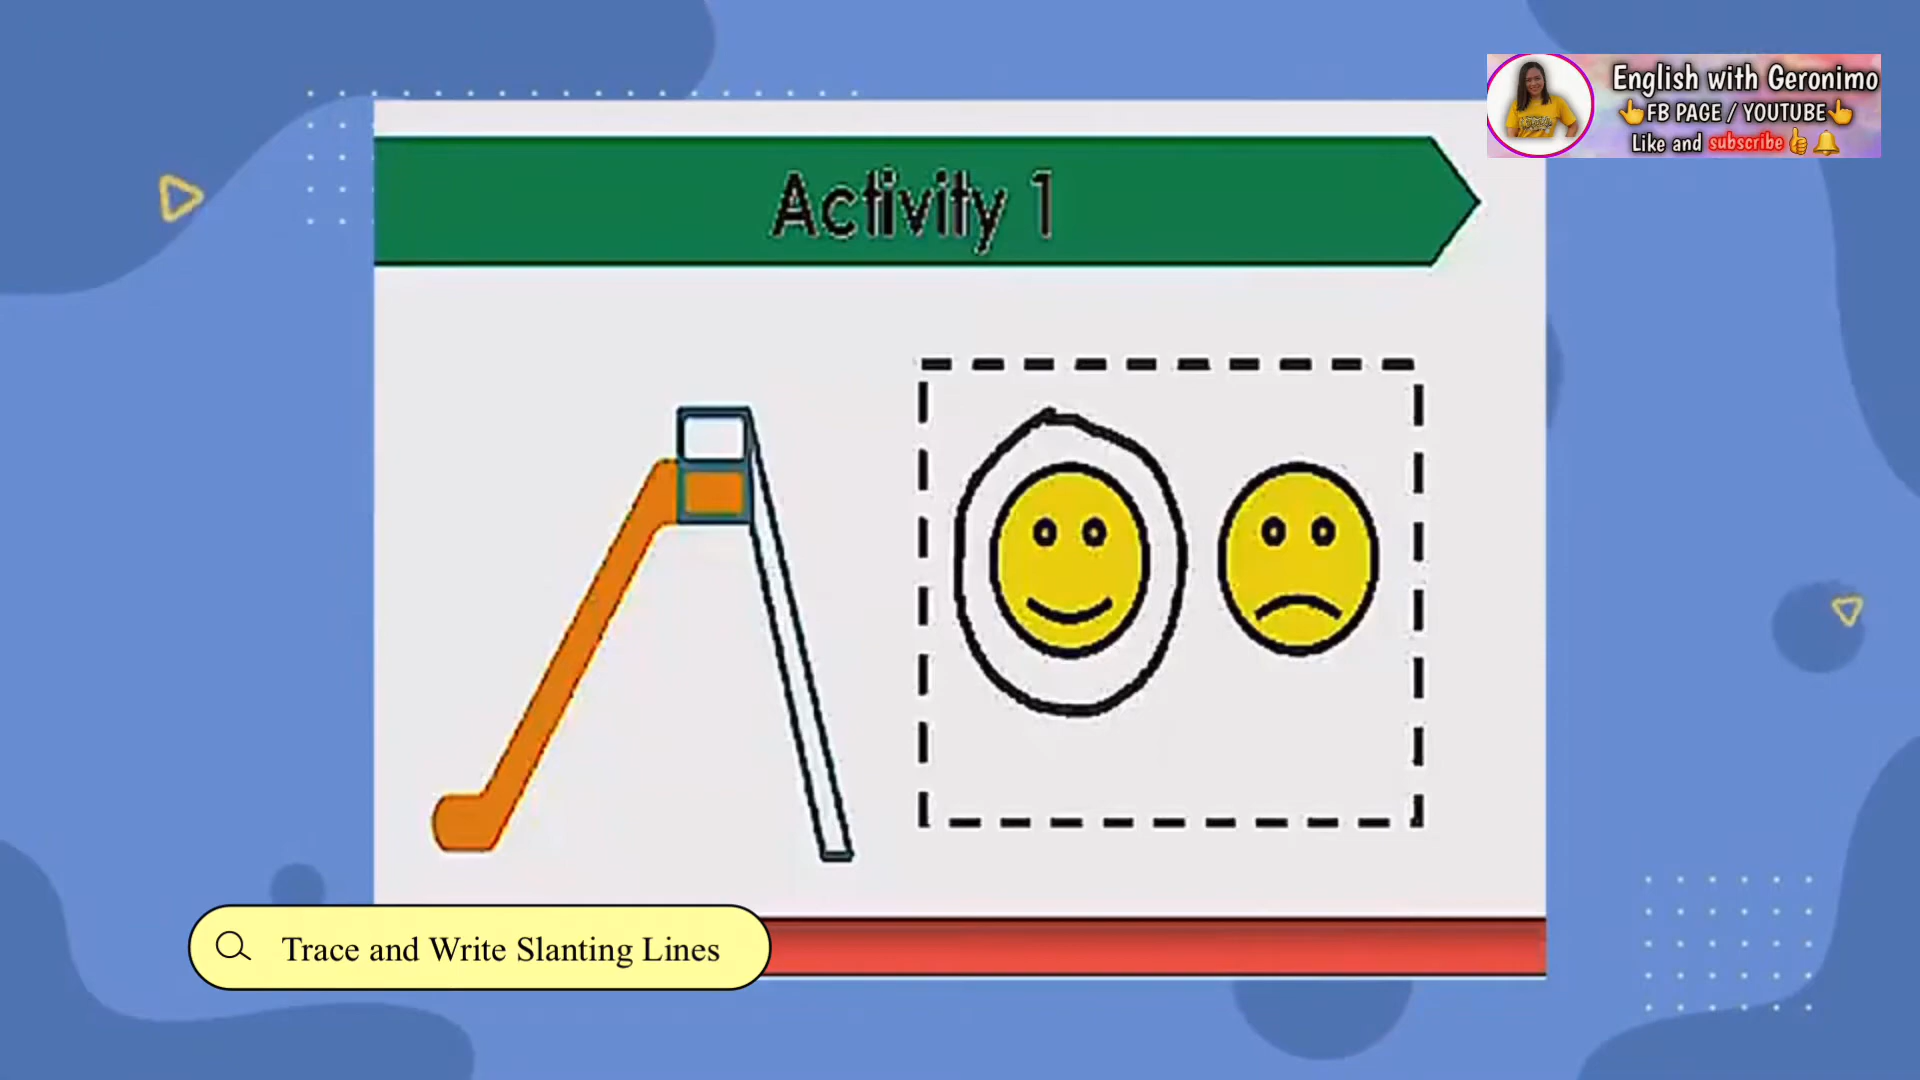 English with Geronimo
👆FB PAGE / YOUTUBE👆
Like and subscribe👍🔔
Activity 1
Trace and Write Slanting Lines